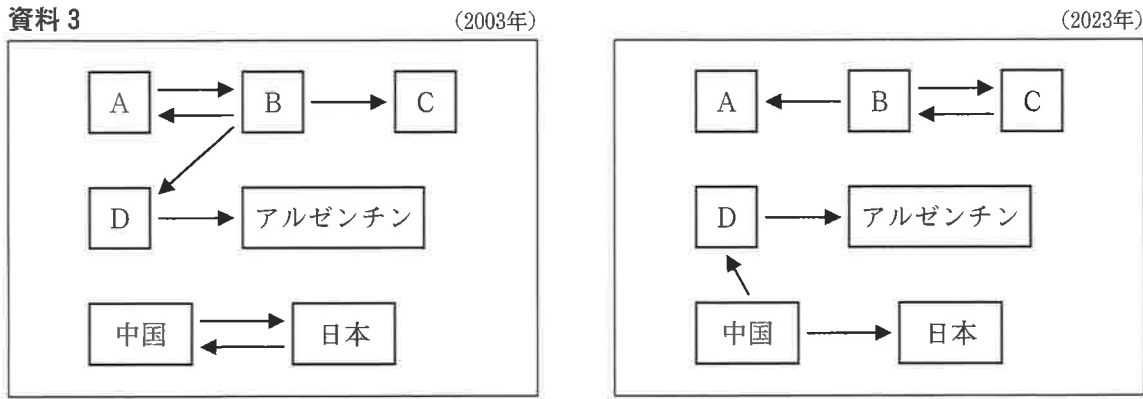 資料3
(2003年)
A B C
D アルゼンチン
中国 日本
(2023年)
A B C
D アルゼンチン
中国 日本